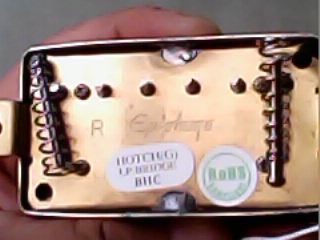 R
Epiphone
HOTCH(G)
LP-BRIDGE
BHC
RoHS